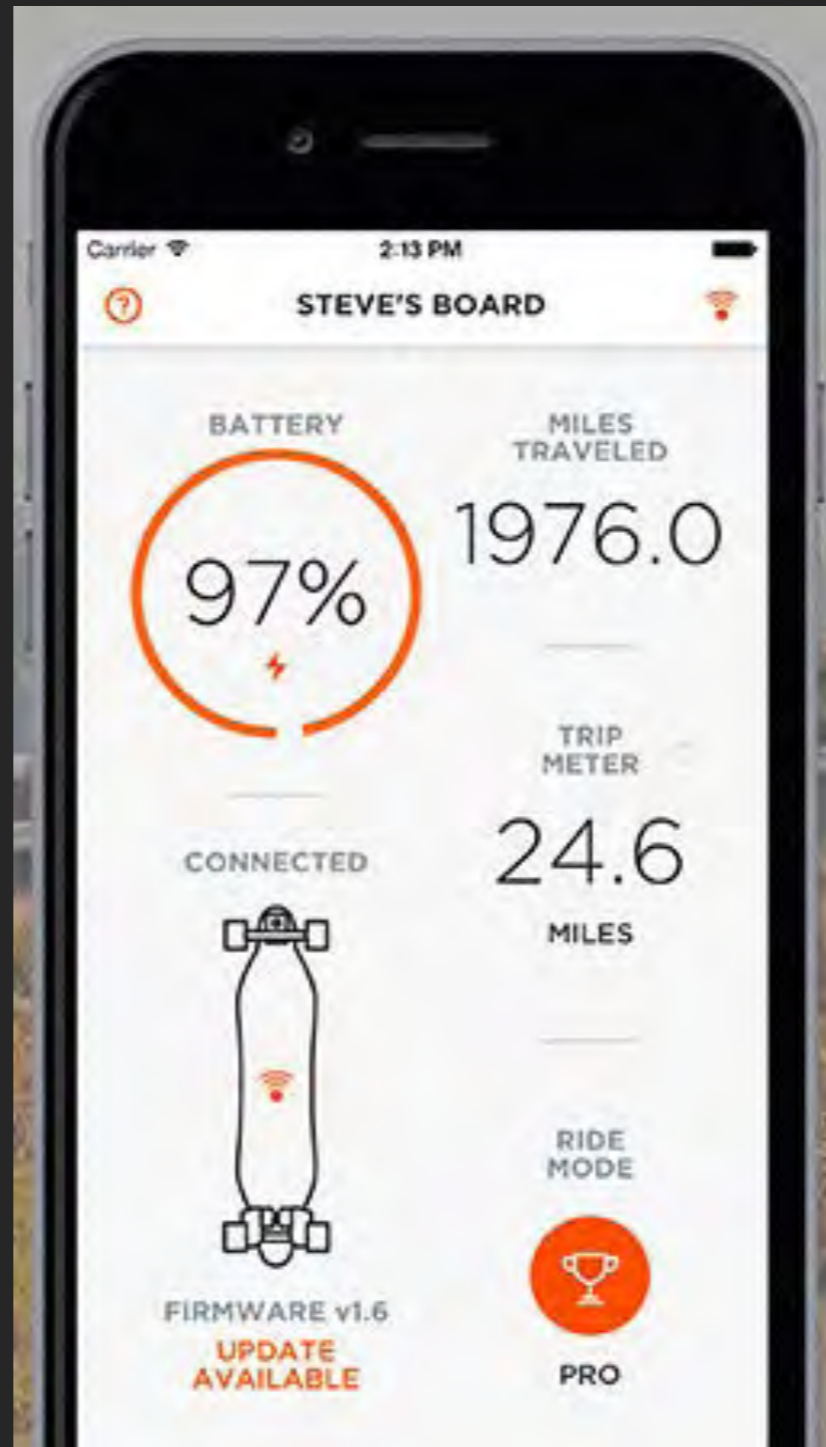 Carrier 2:13 PM
STEVE'S BOARD
BATTERY
97%
CONNECTED
FIRMWARE v1.6
UPDATE
AVAILABLE
MILES
TRAVELED
1976.0
TRIP
METER
24.6
MILES
RIDE
MODE
PRO